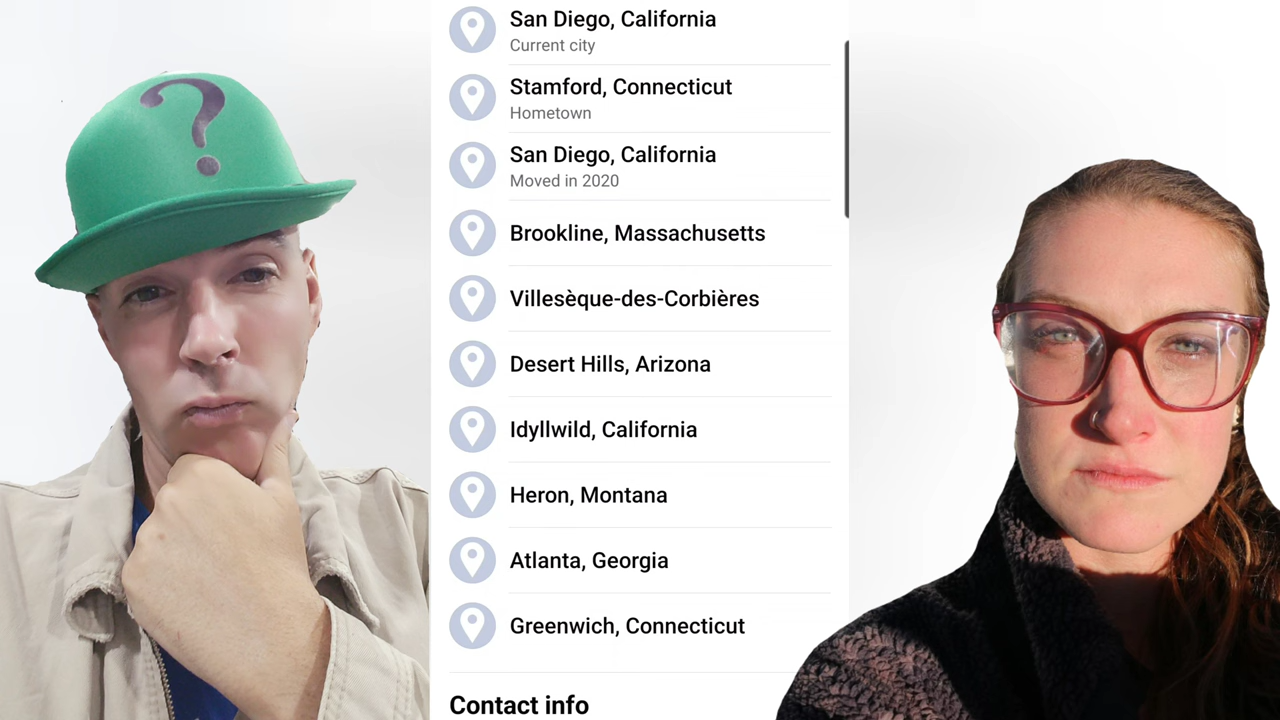 ?
San Diego, California
Current city
Stamford, Connecticut
Hometown
San Diego, California
Moved in 2020
Brookline, Massachusetts
Villesèque-des-Corbières
Desert Hills, Arizona
Idyllwild, California
Heron, Montana
Atlanta, Georgia
Greenwich, Connecticut
Contact info